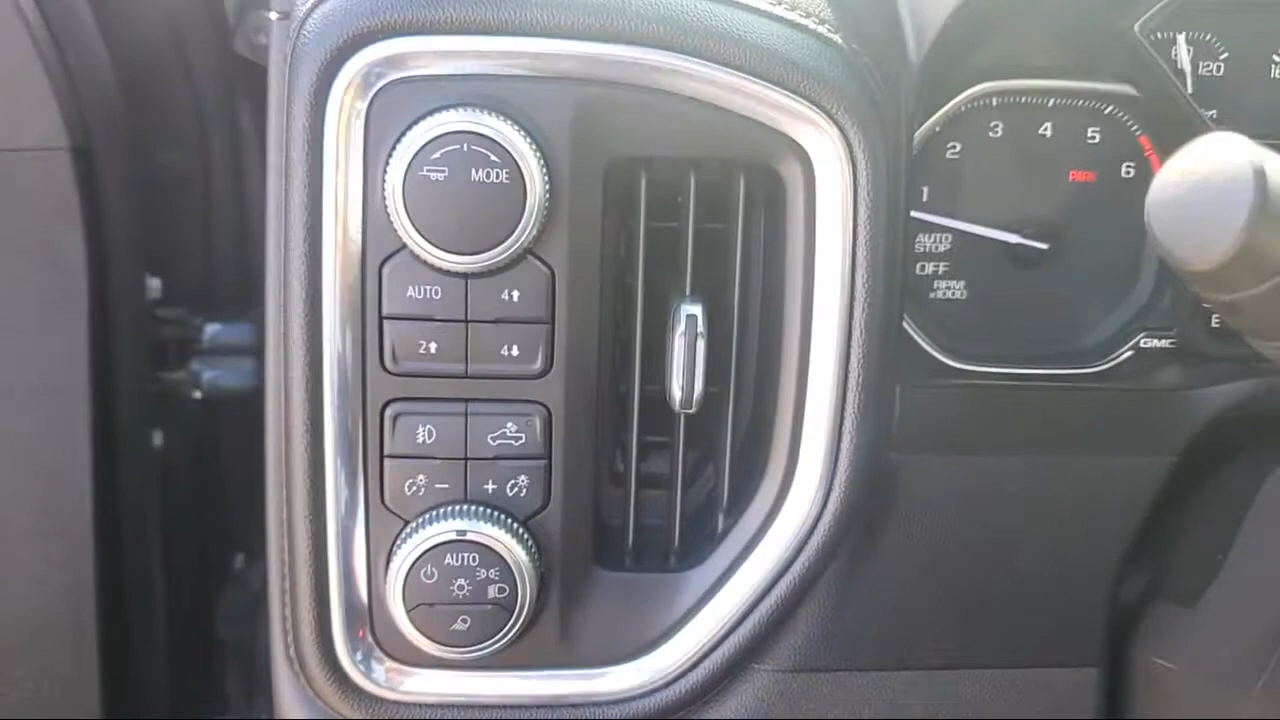 MODE
AUTO
4
2
4
−
+
AUTO
1
2
3
4
5
6
PARK
AUTO
STOP
OFF
RPM
x1000
GMC
120
E